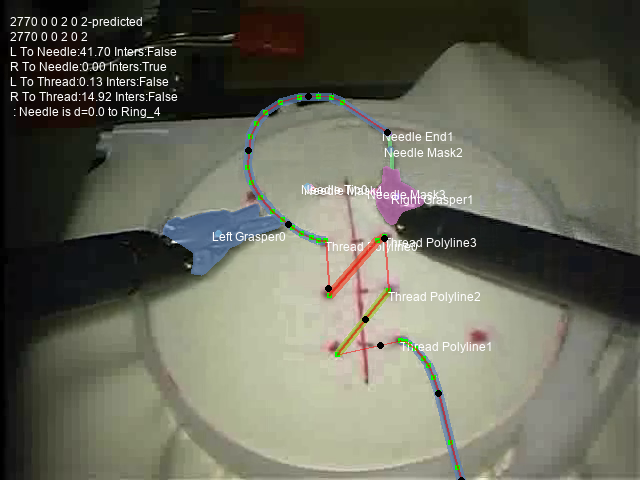 2770 0 0 2 0 2-predicted
2770 0 0 2 0 2
L To Needle:41.70 Inters:False
R To Needle:0.00 Inters:True
L To Thread:0.13 Inters:False
R To Thread:14.92 Inters:False
: Needle is d=0.0 to Ring_4
Needle End1
Needle Mask2
Needle Mask3
Right Grasper1
Left Grasper0
Thread Polyline3
Thread Polyline2
Thread Polyline1